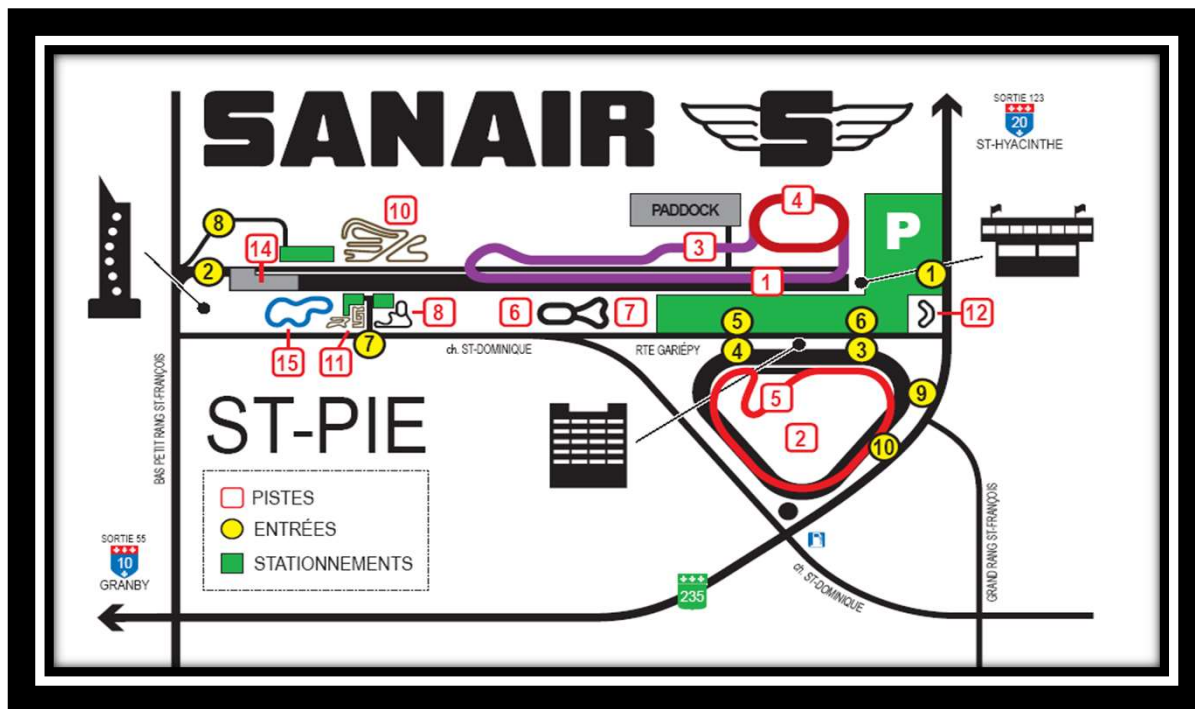 SANAIR
S
SORTIE 123
20
ST-HYACINTHE
8
10
PADDOCK
4
P
3
2
14
1
1
15
11
8
7
6
7
5
6
12
ch. ST-DOMINIQUE
RTE GARIÉPY
4
3
5
9
2
10
BAS PETIT RANG ST-FRANÇOIS
ST-PIE
PISTES
ENTRÉES
STATIONNEMENTS
SORTIE 55
10
GRANBY
235
ch. ST-DOMINIQUE
GRAND RANG ST-FRANÇOIS